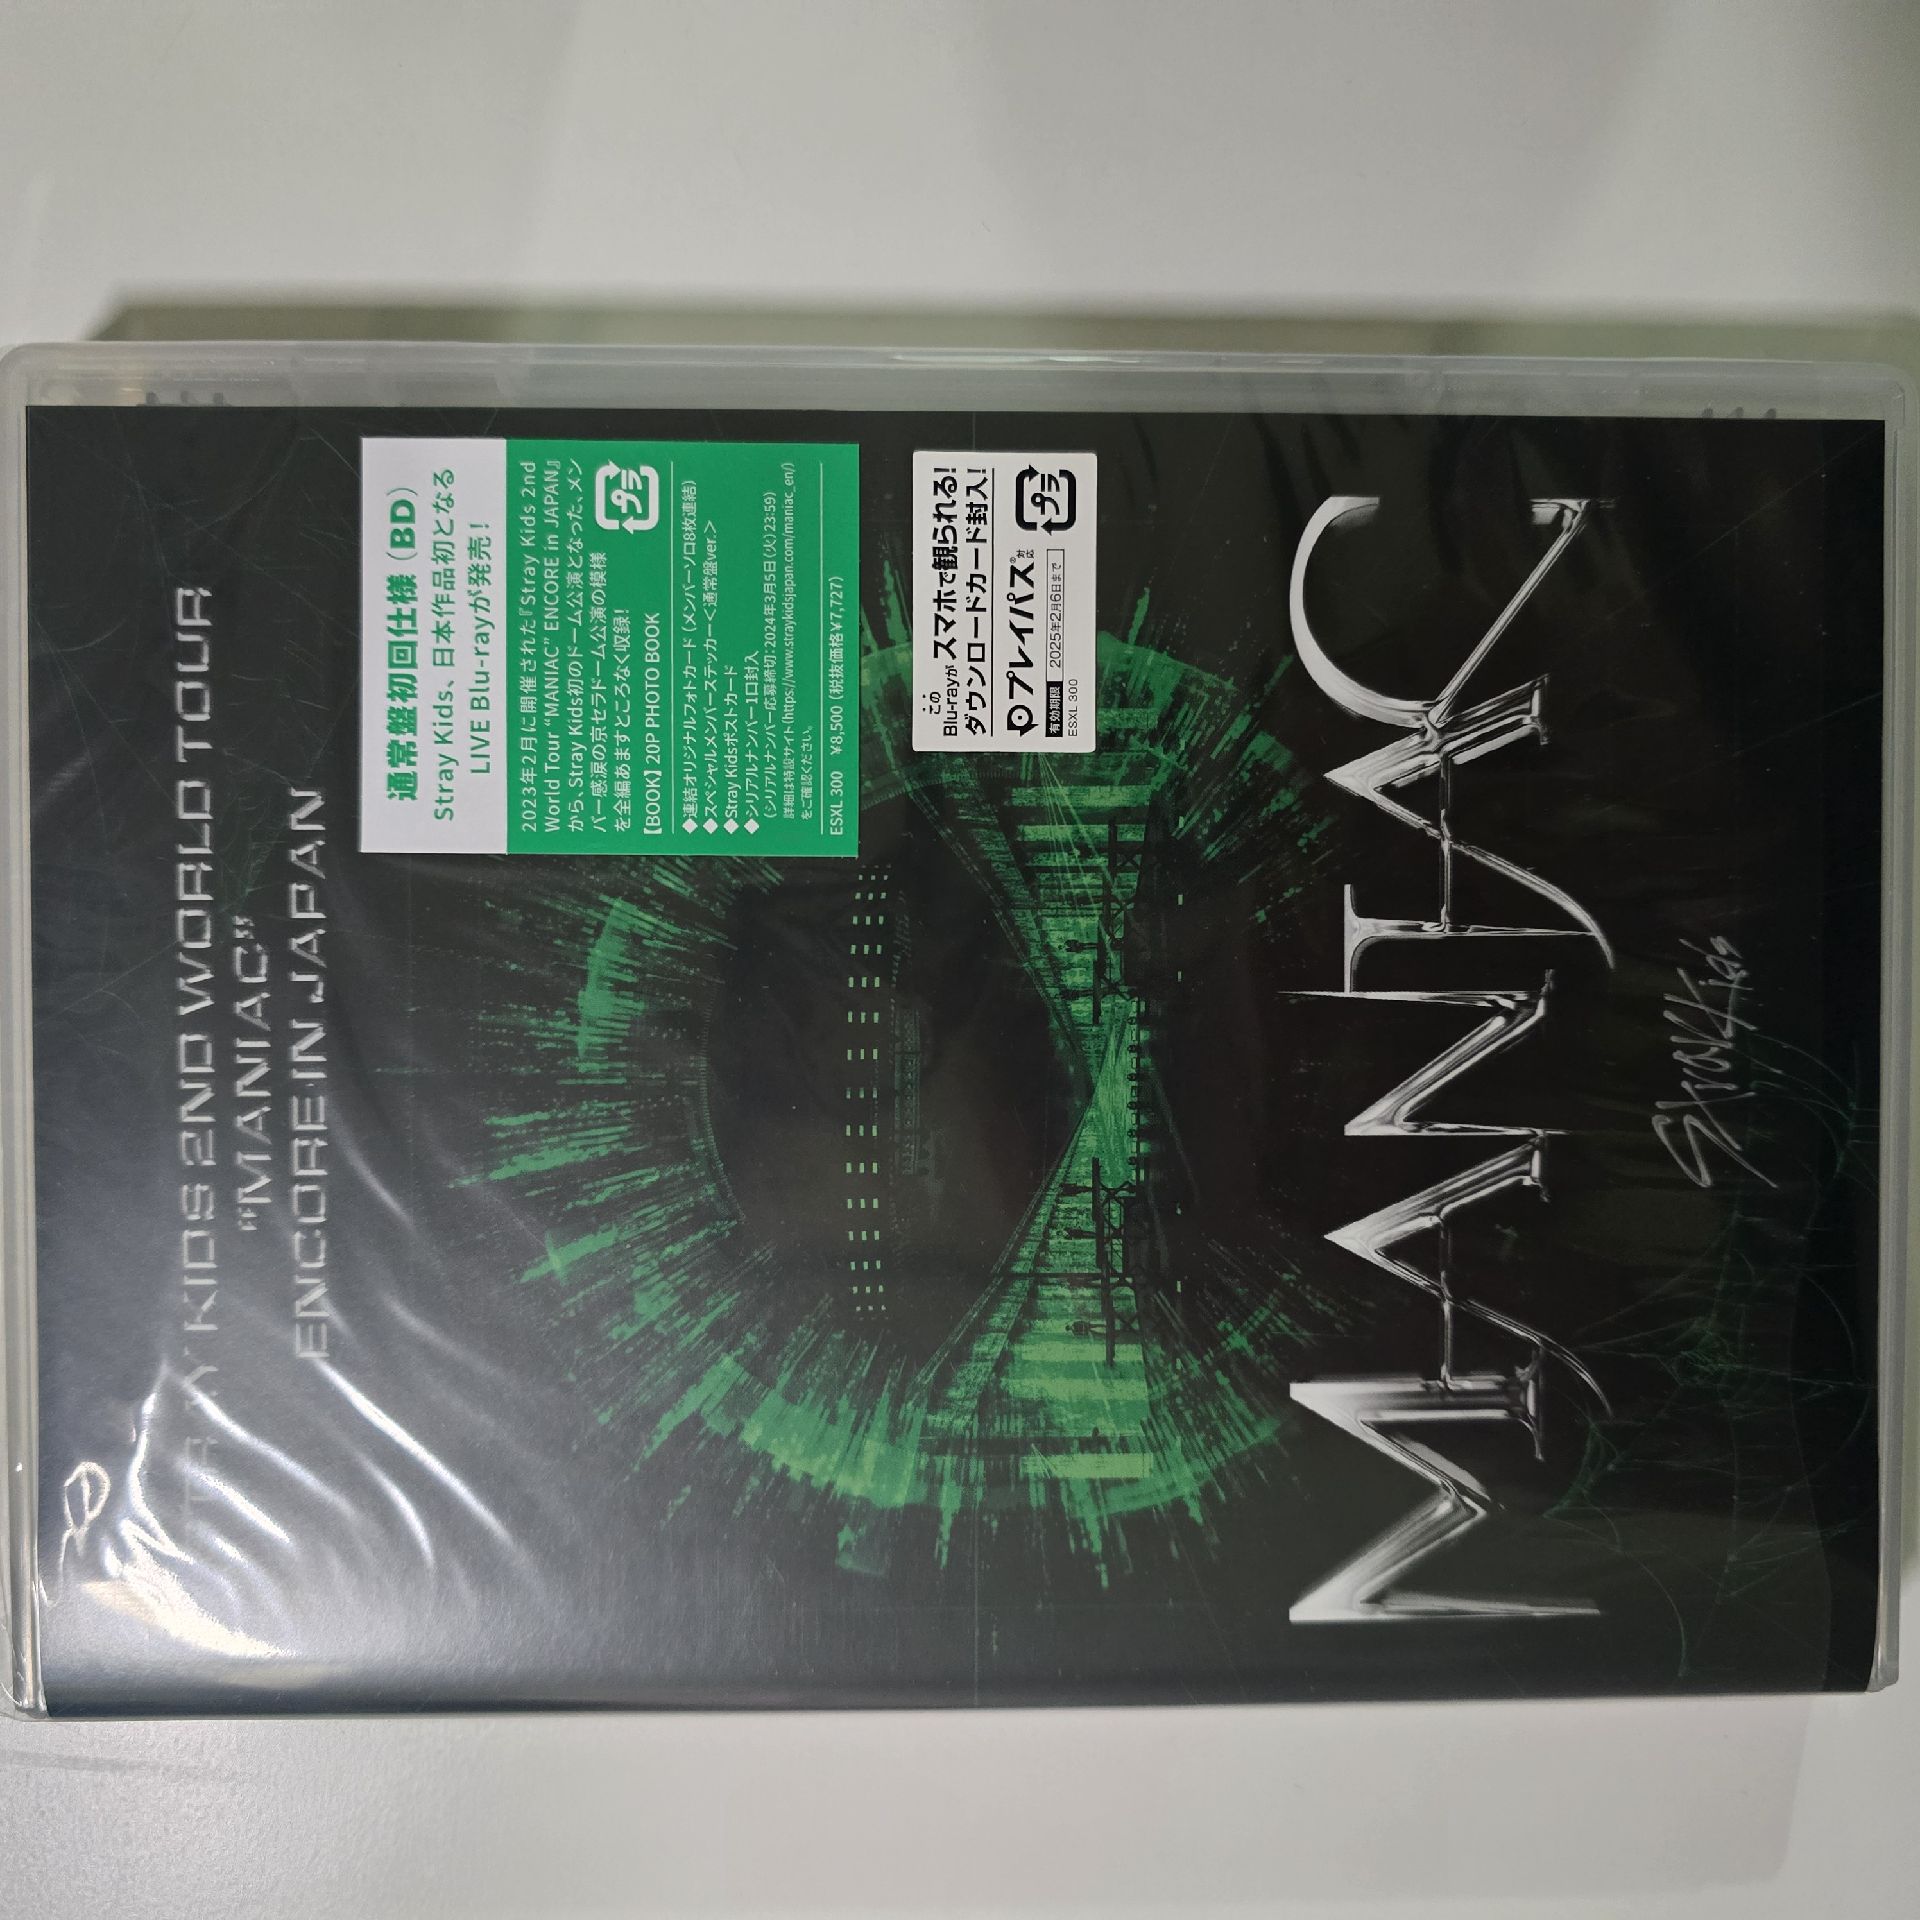 STRAY KIDS 2ND WORLD TOUR
"MANIAC"
ENCORE IN JAPAN
通常盤初回仕様（BD）
Stray Kids、日本作品初となる
LIVE Blu-rayが発売！
2023年2月に開催された『Stray Kids 2nd
World Tour “MANIAC” ENCORE in JAPAN』
から、Stray Kids初のドーム公演となった、メン
バー感涙の京セラドーム公演の模様
を全編あますところなく収録！
【BOOK】20P PHOTO BOOK
プラ
◆連結オリジナルフォトカード（メンバーソロ8枚連結）
◆スペシャルメンバーステッカー＜通常盤ver.＞
◆Stray Kidsポストカード
◆シリアルナンバー1口封入
（シリアルナンバー応募締切:2024年3月5日（火）23:59）
詳細は特設サイト（https://www.straykidsjapan.com/maniac_en/）
をご確認ください。
ESXL 300 ￥8,500（税抜価格￥7,727）
このBlu-rayがスマホで観られる！
ダウンロードカード封入！
プレイパス®対応
有効期限 2025年2月6日まで
ESXL 300
プラ
MANIAC
Stray Kids